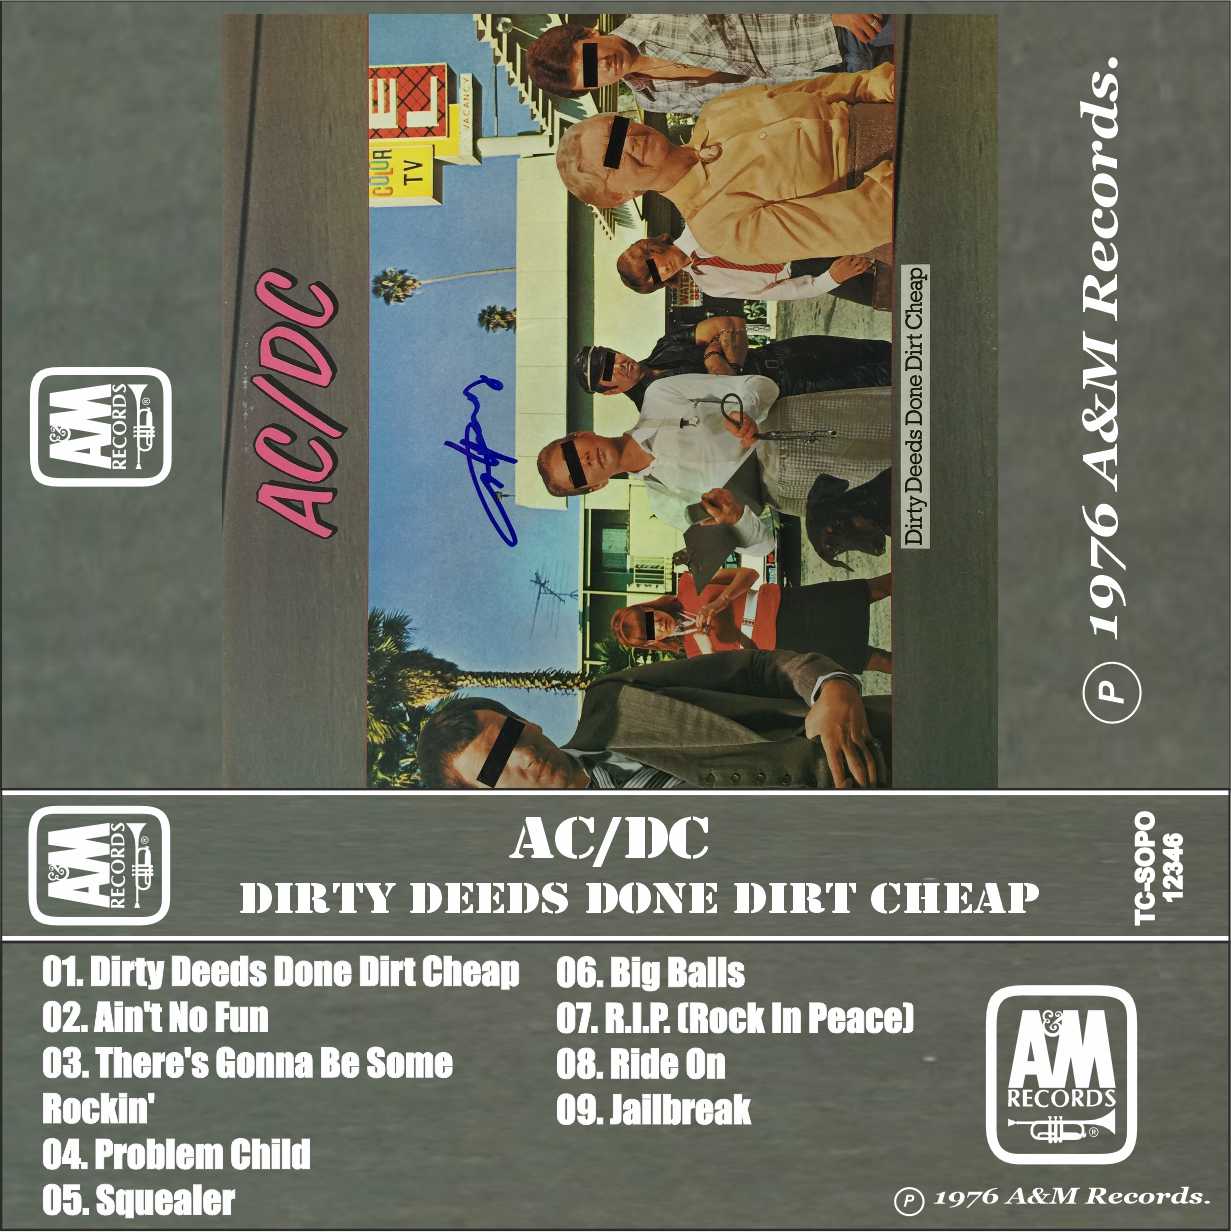 AC/DC
EL
VACANCY
COLOR
TV
Dirty Deeds Done Dirt Cheap
A&M
RECORDS
®
℗ 1976 A&M Records.
A&M
RECORDS
®
AC/DC
DIRTY DEEDS DONE DIRT CHEAP
TC-SOPO
12346
01. Dirty Deeds Done Dirt Cheap
02. Ain't No Fun
03. There's Gonna Be Some
Rockin'
04. Problem Child
05. Squealer
06. Big Balls
07. R.I.P. (Rock In Peace)
08. Ride On
09. Jailbreak
A&M
RECORDS
®
℗ 1976 A&M Records.